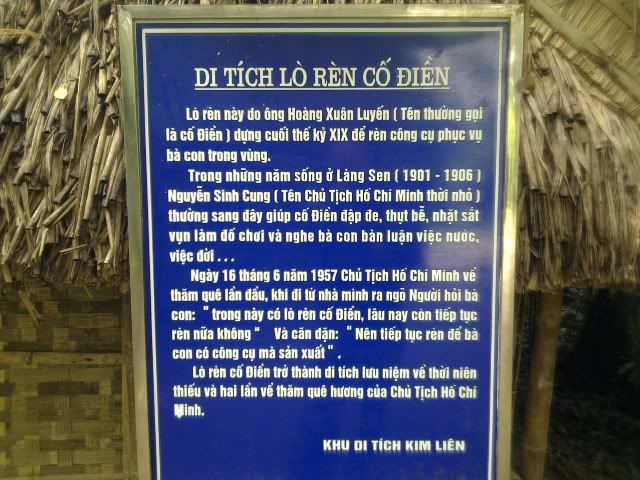 DI TÍCH LÒ RÈN CỐ ĐIỀN
Lò rèn này do ông Hoàng Xuân Luyến ( Tên thường gọi
là cố Điền ) dựng cuối thế kỷ XIX để rèn công cụ phục vụ
bà con trong vùng.
Trong những năm sống ở Làng Sen ( 1901 - 1906 )
Nguyễn Sinh Cung ( Tên Chủ Tịch Hồ Chí Minh thời nhỏ )
thường sang đây giúp cố Điền đập đe, thụt bễ, nhặt sắt
vụn làm đồ chơi và nghe bà con bàn luận việc nước,
việc đời . . .
Ngày 16 tháng 6 năm 1957 Chủ Tịch Hồ Chí Minh về
thăm quê lần đầu, khi đi từ nhà mình ra ngõ Người hỏi bà
con: " trong này có lò rèn cố Điền, lâu nay còn tiếp tục
rèn nữa không " Và căn dặn: " Nên tiếp tục rèn để bà
con có công cụ mà sản xuất " .
Lò rèn cố Điền trở thành di tích lưu niệm về thời niên
thiếu và hai lần về thăm quê hương của Chủ Tịch Hồ Chí
Minh.
KHU DI TÍCH KIM LIÊN